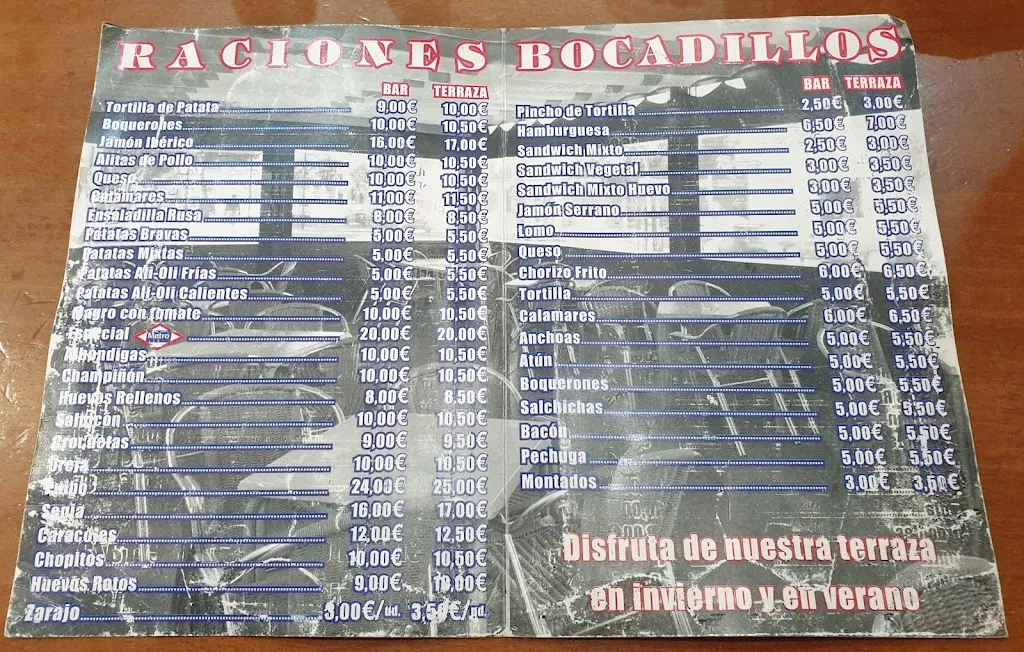 RACIONES
BAR TERRAZA
Tortilla de Patata 9,00€ 10,00€
Boquerones 10,00€ 10,50€
Jamón Ibérico 16,00€ 17,00€
Alitas de Pollo 10,00€ 10,50€
Queso 10,00€ 10,50€
Calamares 11,00€ 11,50€
Ensaladilla Rusa 8,00€ 8,50€
Patatas Bravas 5,00€ 5,50€
Patatas Mixtas 5,00€ 5,50€
Patatas Ali-Oli Frías 5,00€ 5,50€
Patatas Ali-Oli Calientes 5,00€ 5,50€
Magro con tomate 10,00€ 10,50€
Especial Metro 20,00€ 20,00€
Albóndigas 10,00€ 10,50€
Champiñón 10,00€ 10,50€
Huevos Rellenos 8,00€ 8,50€
Salpicón 10,00€ 10,50€
Croquetas 9,00€ 9,50€
Oreja 10,00€ 10,50€
24,00€ 25,00€
Sepia 16,00€ 17,00€
Caracoles 12,00€ 12,50€
Chopitos 10,00€ 10,50€
Huevos Rotos 9,00€ 10,00€
Zarajo 3,00€/ud. 3,50€/ud.
BOCADILLOS
BAR TERRAZA
Pincho de Tortilla 2,50€ 3,00€
Hamburguesa 6,50€ 7,00€
Sandwich Mixto 2,50€ 3,00€
Sandwich Vegetal 3,00€ 3,50€
Sandwich Mixto Huevo 3,00€ 3,50€
Jamón Serrano 5,00€ 5,50€
Lomo 5,00€ 5,50€
Queso 5,00€ 5,50€
Chorizo Frito 6,00€ 6,50€
Tortilla 5,00€ 5,50€
Calamares 6,00€ 6,50€
Anchoas 5,00€ 5,50€
Atún 5,00€ 5,50€
Boquerones 5,00€ 5,50€
Salchichas 5,00€ 5,50€
Bacón 5,00€ 5,50€
Pechuga 5,00€ 5,50€
Montados 3,00€ 3,50€
Disfruta de nuestra terraza
en invierno y en verano